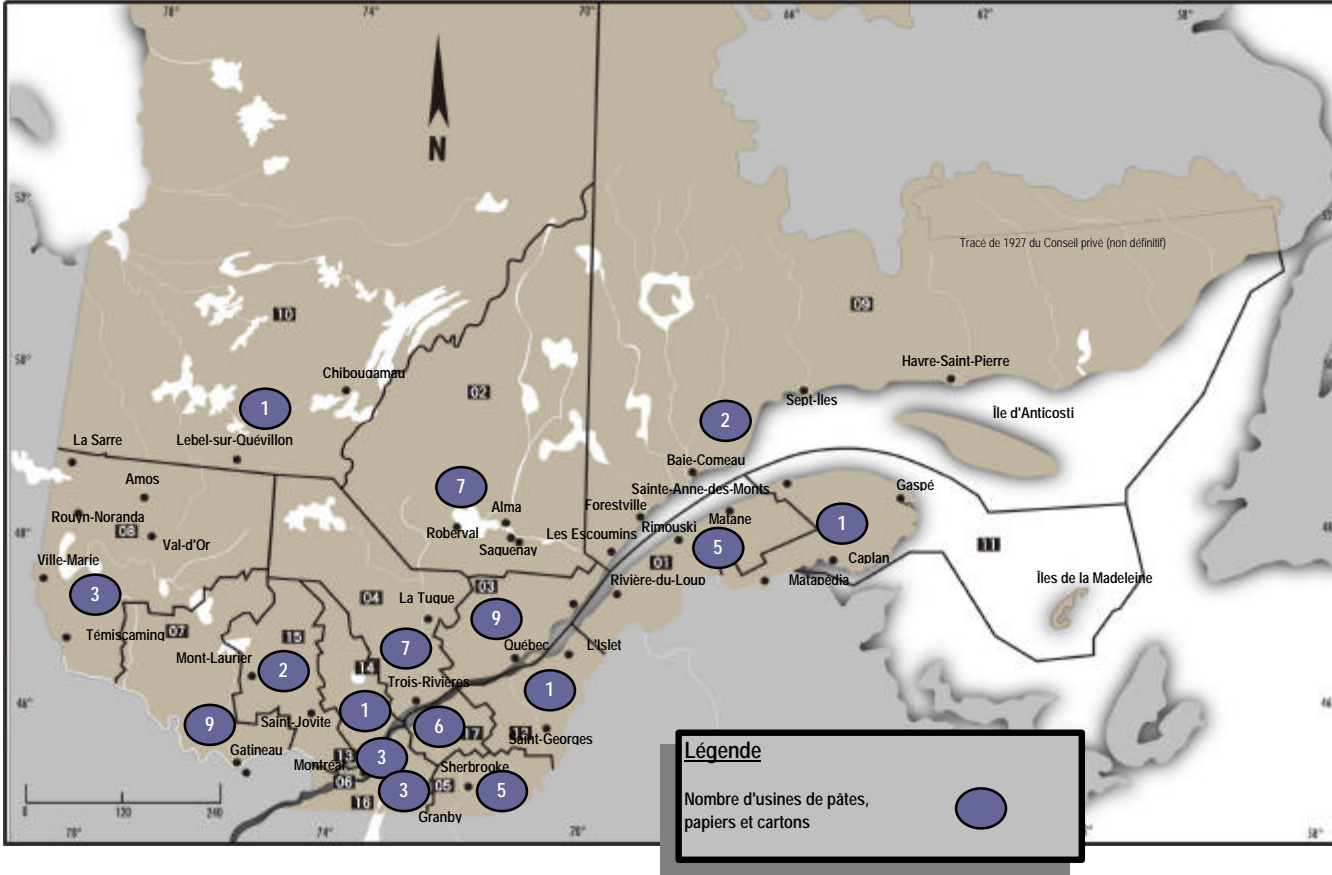 78°
74°
70°
66°
62°
58°
N
52°
Tracé de 1927 du Conseil privé (non définitif)
10
09
50°
Chibougamau
Havre-Saint-Pierre
02
Sept-Iles
1
2
Île d'Anticosti
La Sarre
Lebel-sur-Quévillon
Baie-Comeau
Amos
7
Alma
Sainte-Anne-des-Monts
Gaspé
Forestville
Rouyn-Noranda
08
Val-d'Or
48°
Roberval
Saguenay
Les Escoumins
Rimouski
Matane
1
5
11
Ville-Marie
01
Caplan
3
Rivière-du-Loup
Matapédia
Îles de la Madeleine
03
04
La Tuque
9
Témiscaming
07
15
Mont-Laurier
2
7
Québec
L'Islet
14
Trois-Rivières
1
46°
9
Saint-Jovite
1
6
17
12
Saint-Georges
Gatineau
Montréal
13
3
Sherbrooke
06
3
05
5
16
Granby
0
120
240
78°
74°
70°
58°
Légende
Nombre d'usines de pâtes,
papiers et cartons